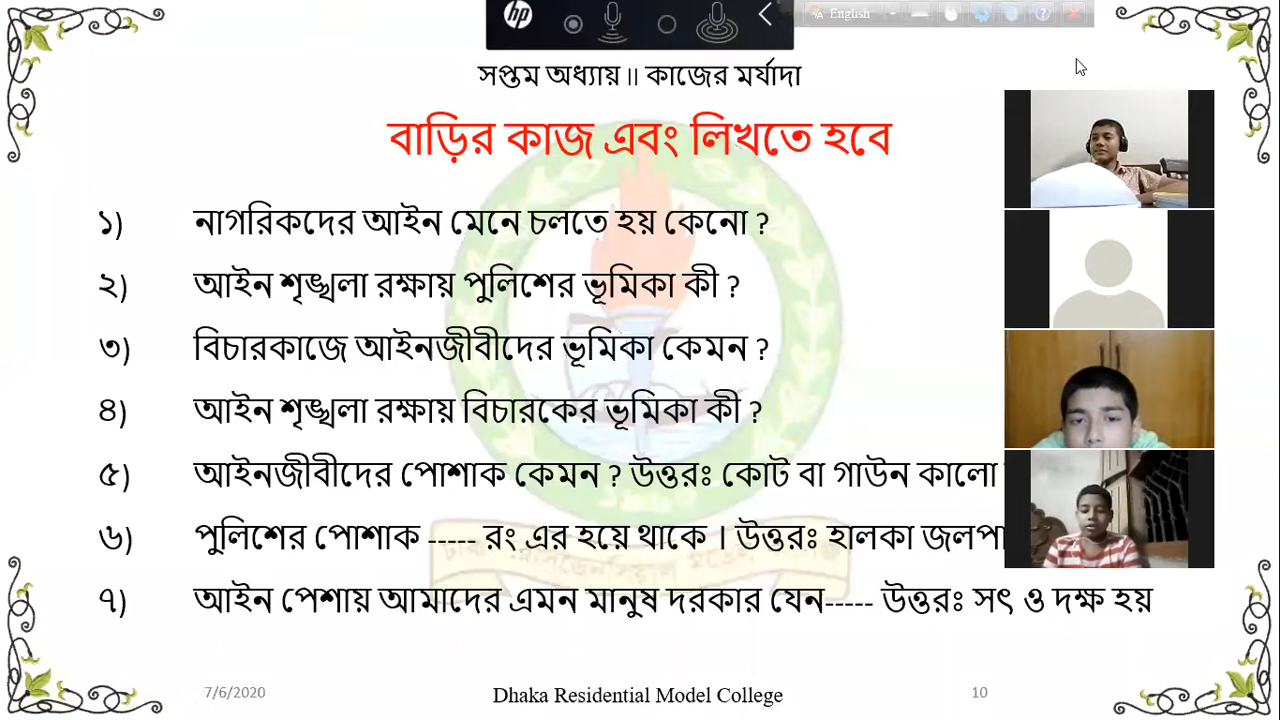 hp
English
সপ্তম অধ্যায়॥ কাজের মর্যাদা
বাড়ির কাজ এবং লিখতে হবে
১) নাগরিকদের আইন মেনে চলতে হয় কেনো ?
২) আইন শৃঙ্খলা রক্ষায় পুলিশের ভূমিকা কী ?
৩) বিচারকাজে আইনজীবীদের ভূমিকা কেমন ?
৪) আইন শৃঙ্খলা রক্ষায় বিচারকের ভূমিকা কী ?
৫) আইনজীবীদের পোশাক কেমন ? উত্তরঃ কোট বা গাউন কালো
৬) পুলিশের পোশাক ----- রং এর হয়ে থাকে । উত্তরঃ হালকা
৭) আইন পেশায় আমাদের এমন মানুষ দরকার যেন----- উত্তরঃ সৎ ও দক্ষ হয়
7/6/2020 Dhaka Residential Model College 10